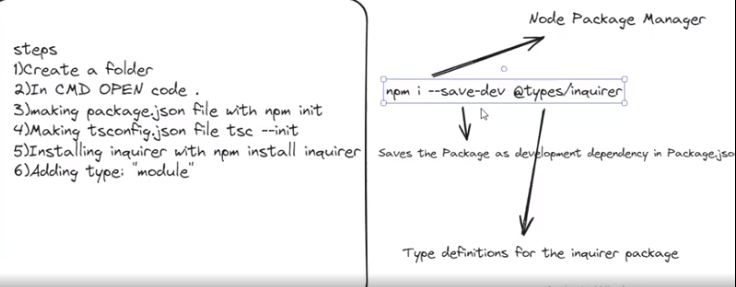 steps
1)Create a folder
2)In CMD OPEN code .
3)making package.json file with npm init
4)Making tsconfig.json file tsc --init
5)Installing inquirer with npm install inquirer
6)Adding type: "module"
Node Package Manager
npm i --save-dev @types/inquirer
Saves the Package as development dependency in Package.jso
Type definitions for the inquirer package